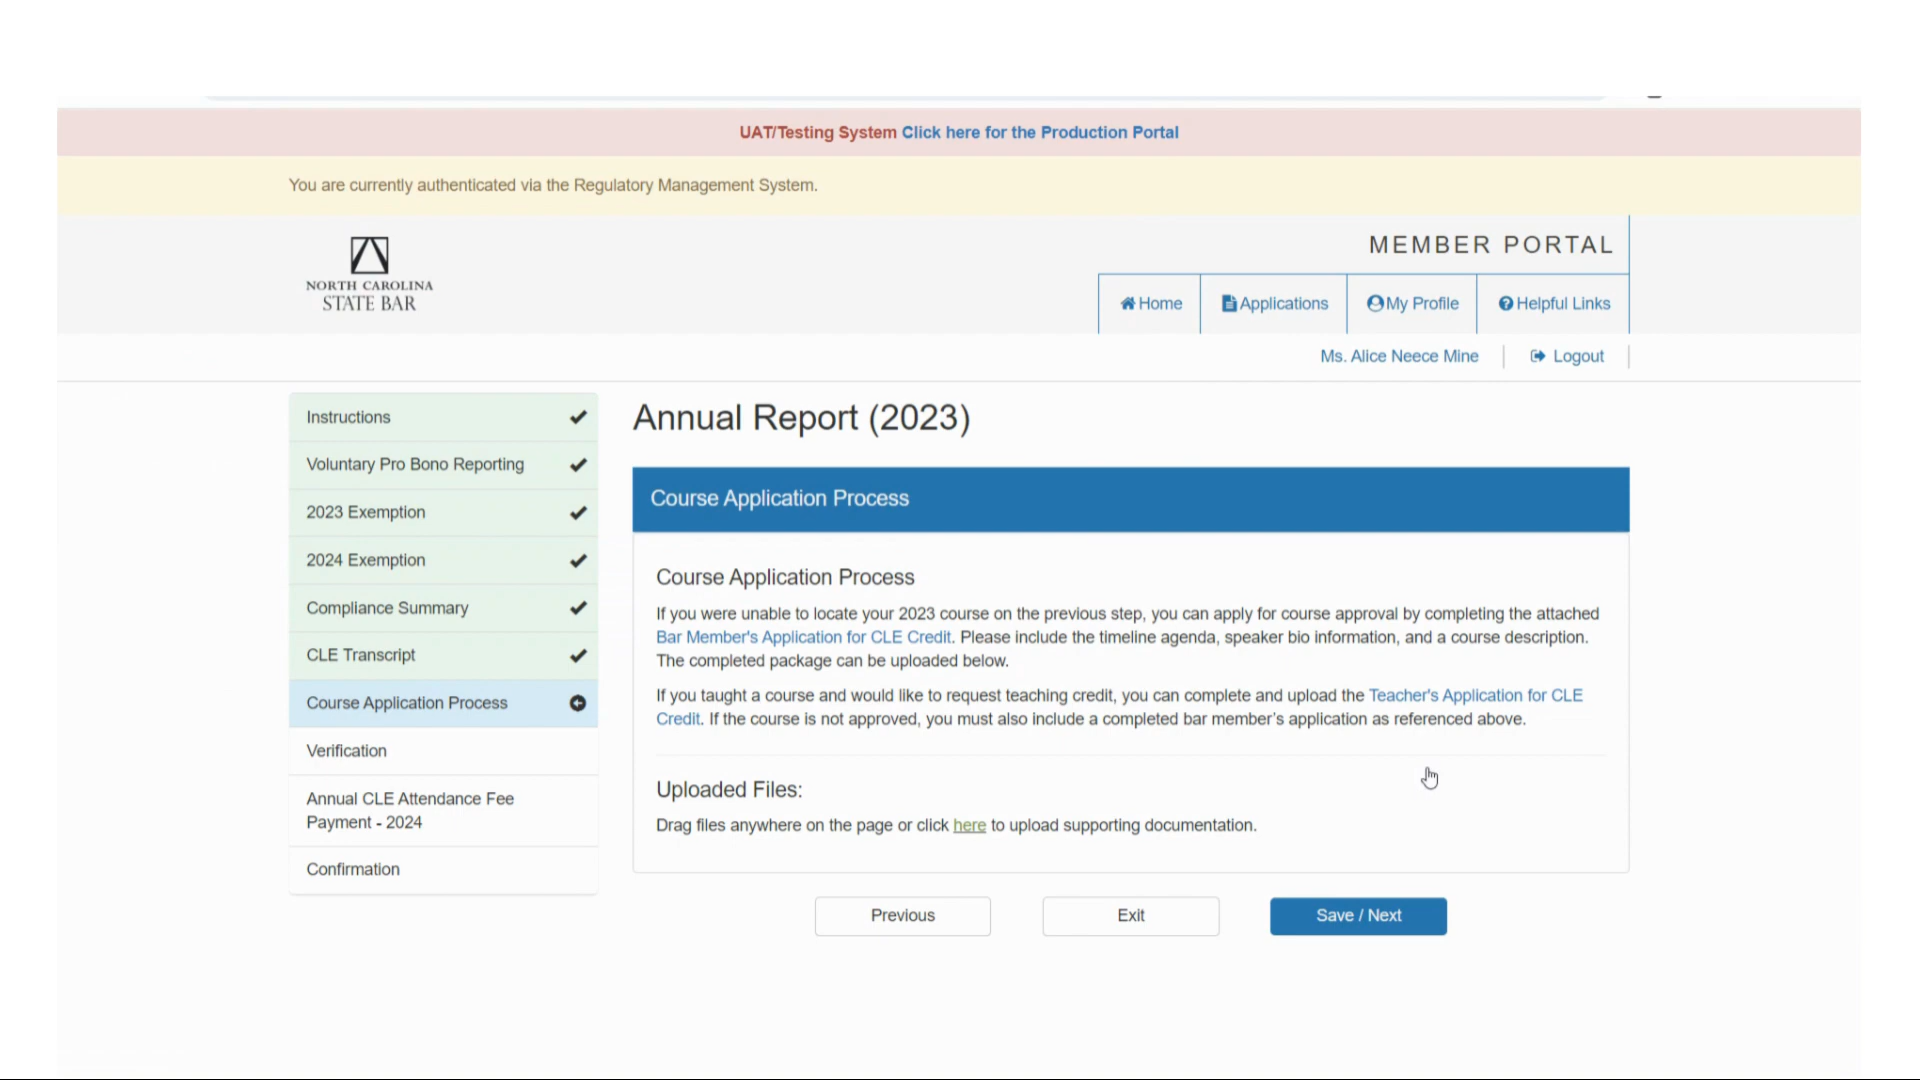 UAT/Testing System Click here for the Production Portal
You are currently authenticated via the Regulatory Management System.
NORTH CAROLINA
STATE BAR
MEMBER PORTAL
Home
Applications
My Profile
Helpful Links
Ms. Alice Neece Mine
Logout
Instructions
Voluntary Pro Bono Reporting
2023 Exemption
2024 Exemption
Compliance Summary
CLE Transcript
Course Application Process
Verification
Annual CLE Attendance Fee
Payment - 2024
Confirmation
Annual Report (2023)
Course Application Process
Course Application Process
If you were unable to locate your 2023 course on the previous step, you can apply for course approval by completing the attached
Bar Member's Application for CLE Credit. Please include the timeline agenda, speaker bio information, and a course description.
The completed package can be uploaded below.
If you taught a course and would like to request teaching credit, you can complete and upload the Teacher's Application for CLE
Credit. If the course is not approved, you must also include a completed bar member’s application as referenced above.
Uploaded Files:
Drag files anywhere on the page or click here to upload supporting documentation.
Previous
Exit
Save / Next